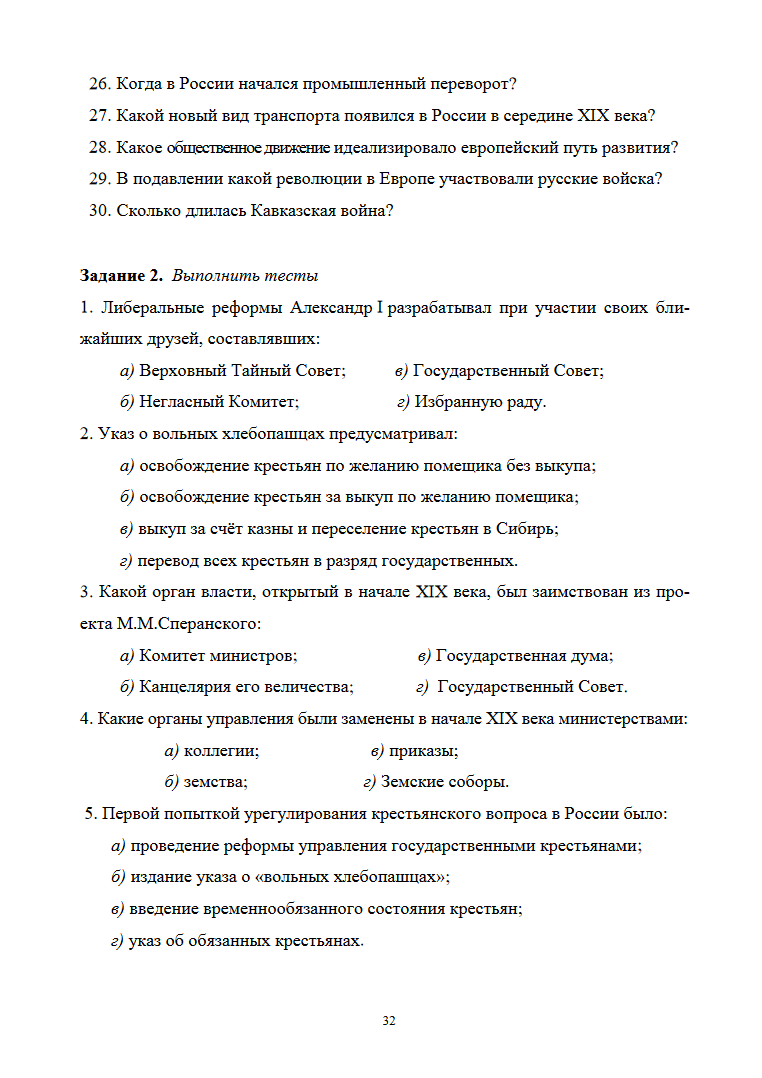 26. Когда в России начался промышленный переворот?
27. Какой новый вид транспорта появился в России в середине XIX века?
28. Какое общественное движение идеализировало европейский путь развития?
29. В подавлении какой революции в Европе участвовали русские войска?
30. Сколько длилась Кавказская война?
Задание 2. Выполнить тесты
1. Либеральные реформы Александр I разрабатывал при участии своих бли-
жайших друзей, составлявших:
а) Верховный Тайный Совет; в) Государственный Совет;
б) Негласный Комитет; г) Избранную раду.
2. Указ о вольных хлебопашцах предусматривал:
а) освобождение крестьян по желанию помещика без выкупа;
б) освобождение крестьян за выкуп по желанию помещика;
в) выкуп за счёт казны и переселение крестьян в Сибирь;
г) перевод всех крестьян в разряд государственных.
3. Какой орган власти, открытый в начале XIX века, был заимствован из про-
екта М.М.Сперанского:
а) Комитет министров; в) Государственная дума;
б) Канцелярия его величества; г) Государственный Совет.
4. Какие органы управления были заменены в начале XIX века министерствами:
а) коллегии; в) приказы;
б) земства; г) Земские соборы.
5. Первой попыткой урегулирования крестьянского вопроса в России было:
а) проведение реформы управления государственными крестьянами;
б) издание указа о «вольных хлебопашцах»;
в) введение временнообязанного состояния крестьян;
г) указ об обязанных крестьянах.
32